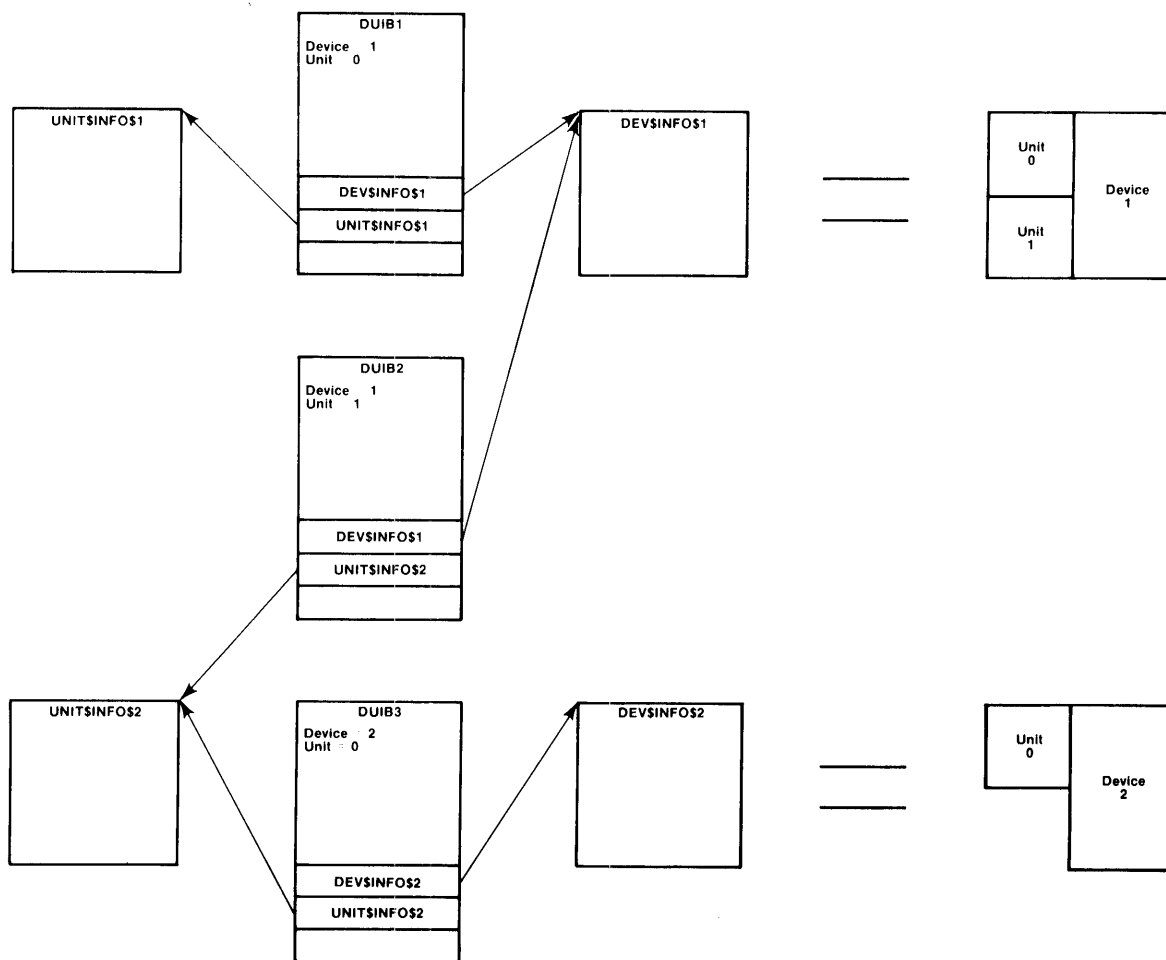 DUIB1
Device 1
Unit 0
UNIT$INFO$1
DEV$INFO$1
DEV$INFO$1
UNIT$INFO$1
Unit
0
Unit
1
Device
1
DUIB2
Device 1
Unit 1
DEV$INFO$1
UNIT$INFO$2
UNIT$INFO$2
DUIB3
Device = 2
Unit = 0
DEV$INFO$2
UNIT$INFO$2
DEV$INFO$2
Unit
0
Device
2